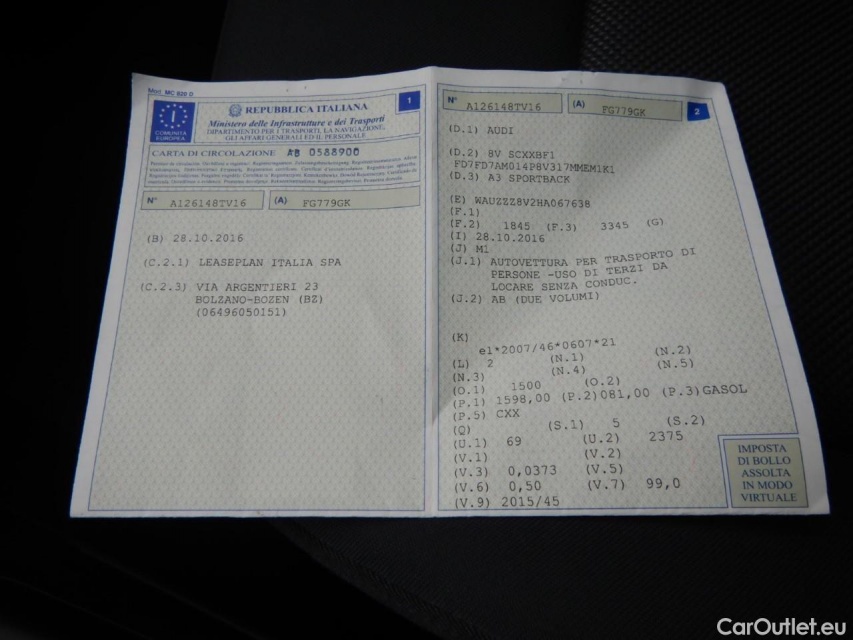 Mod. MC 820 D
1
I
COMUNITÀ
EUROPEA
REPUBBLICA ITALIANA
Ministero delle Infrastrutture e dei Trasporti
DIPARTIMENTO PER I TRASPORTI, LA NAVIGAZIONE,
GLI AFFARI GENERALI ED IL PERSONALE
CARTA DI CIRCOLAZIONE AB 0588900
N° A126148TV16 (A) FG779GK
(B) 28.10.2016
(C.2.1) LEASEPLAN ITALIA SPA
(C.2.3) VIA ARGENTIERI 23
BOLZANO-BOZEN (BZ)
(06496050151)
N° A126148TV16 (A) FG779GK 2
(D.1) AUDI
(D.2) 8V SCXXBF1
FD7FD7AM014P8V317MMEM1K1
(D.3) A3 SPORTBACK
(E) WAUZZZ8V2HA067638
(F.1)
(F.2) 1845 (F.3) 3345 (G)
(I) 28.10.2016
(J) M1
(J.1) AUTOVETTURA PER TRASPORTO DI
PERSONE -USO DI TERZI DA
LOCARE SENZA CONDUC.
(J.2) AB (DUE VOLUMI)
(K)
e1*2007/46*0607*21
(L) 2 (N.1) (N.2)
(N.3) (N.4) (N.5)
(O.1) 1500 (O.2)
(P.1) 1598,00 (P.2)081,00 (P.3)GASOL
(P.5) CXX
(Q) (S.1) 5 (S.2)
(U.1) 69 (U.2) 2375
(V.1) (V.2)
(V.3) 0,0373 (V.5)
(V.6) 0,50 (V.7) 99,0
(V.9) 2015/45
IMPOSTA
DI BOLLO
ASSOLTA
IN MODO
VIRTUALE
CarOutlet.eu